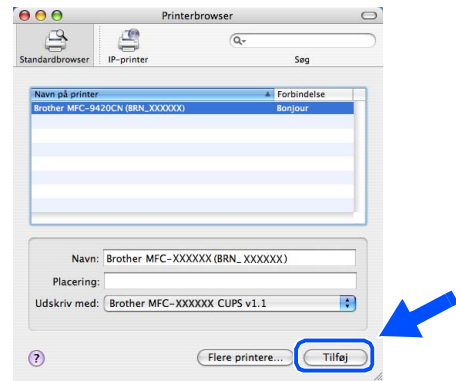 Printerbrowser
Standardbrowser IP-printer Søg
Navn på printer Forbindelse
Brother MFC-9420CN (BRN_XXXXXX) Bonjour
Navn: Brother MFC-XXXXXX (BRN_ XXXXXX)
Placering:
Udskriv med: Brother MFC-XXXXXX CUPS v1.1
? Flere printere... Tilføj